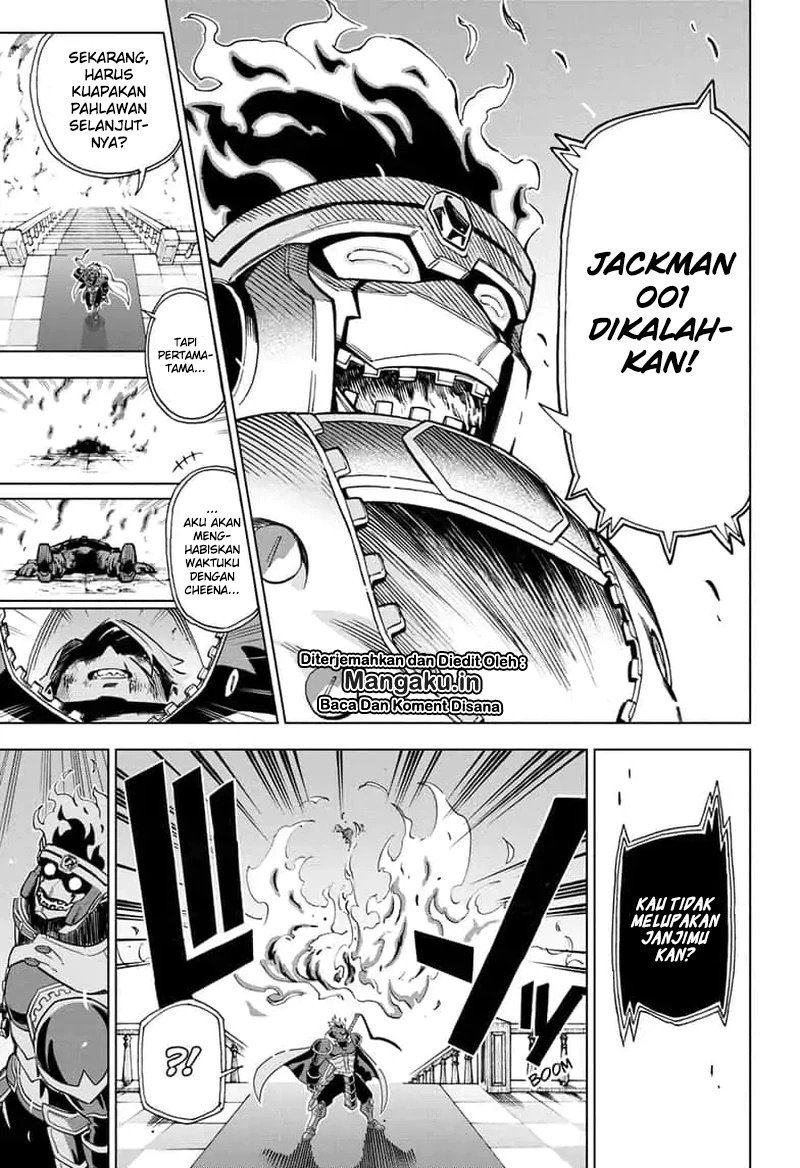 JACKMAN
001
DIKALAH-
KAN!
SEKARANG,
HARUS
KUAPAKAN
PAHLAWAN
SELANJUT-
NYA?
TAPI
PERTAMA-
TAMA...
...
AKU AKAN
MENG-
HABISKAN
WAKTUKU
DENGAN
CHEENA...
Diterjemahkan dan Diedit Oleh :
Mangaku.in
Baca Dan Koment Disana
KAU TIDAK
MELUPAKAN
JANJIMU
KAN?
BOOM
?!